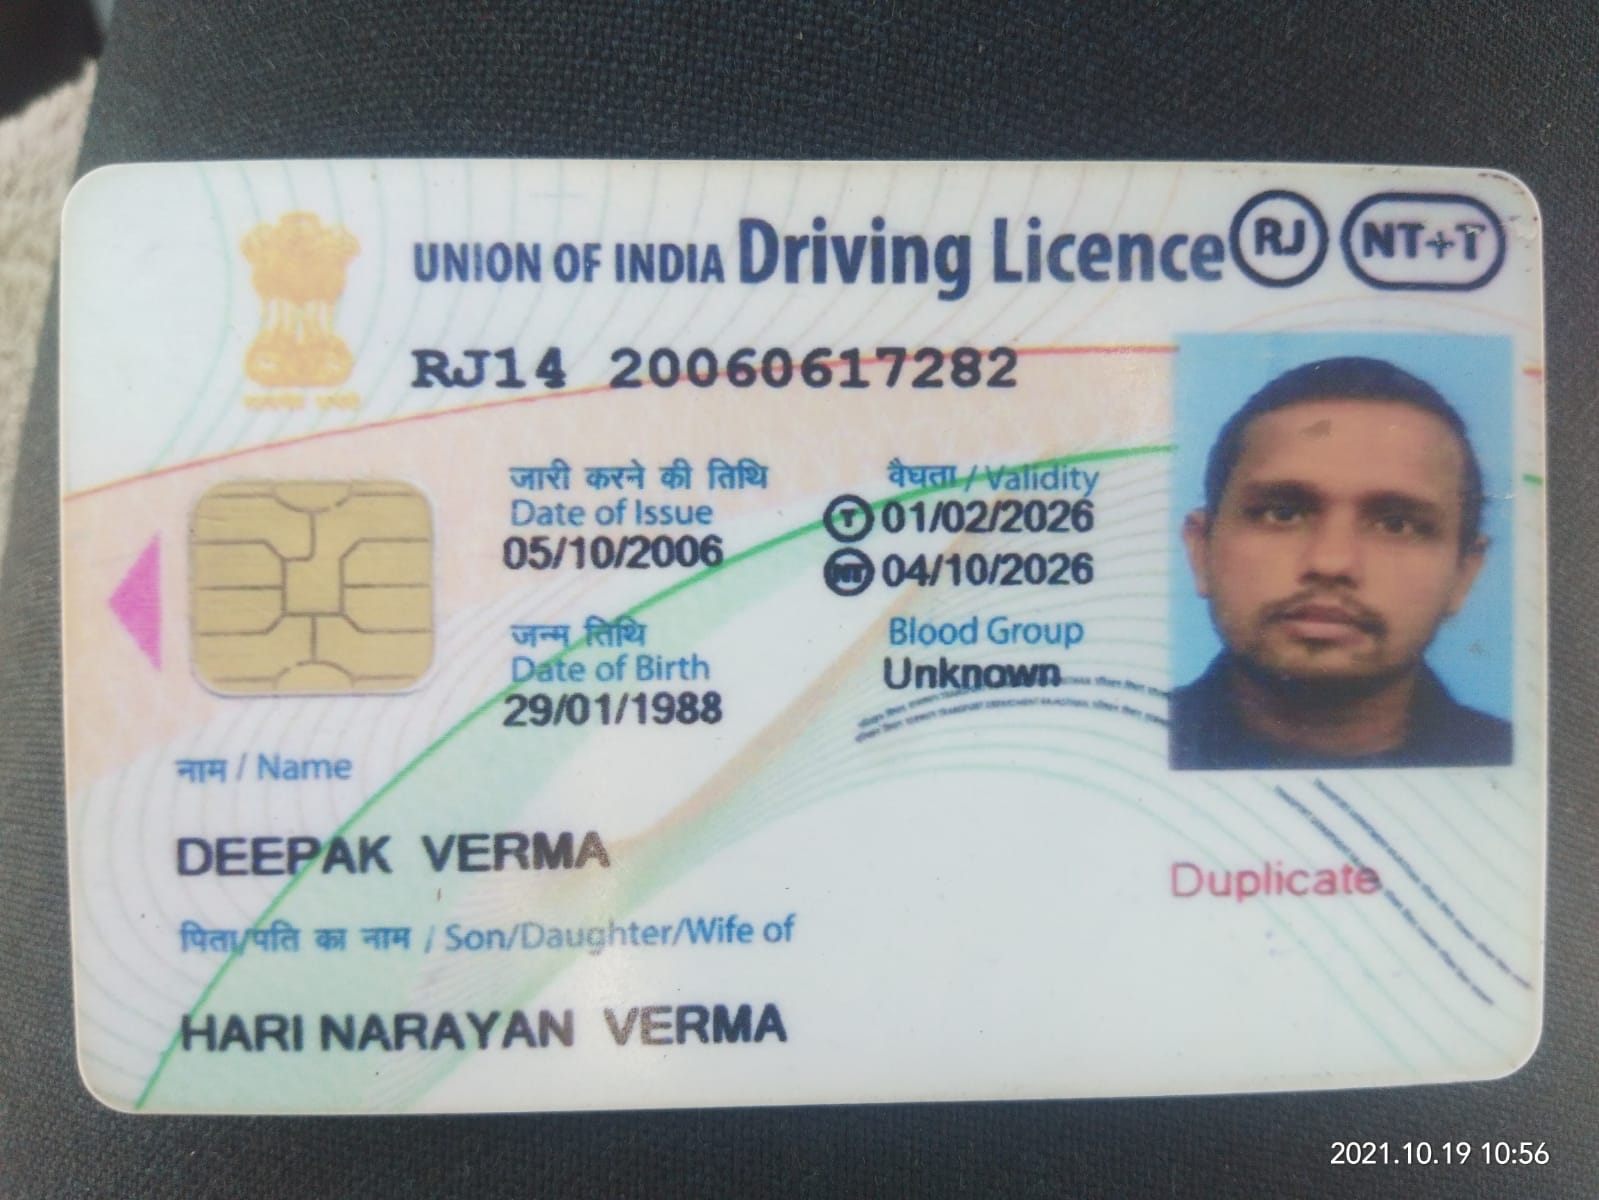 UNION OF INDIA Driving Licence RJ NT+T
RJ14 20060617282
जारी करने की तिथि
Date of Issue
05/10/2006
वैधता / Validity
T 01/02/2026
NT 04/10/2026
जन्म तिथि
Date of Birth
29/01/1988
Blood Group
Unknown
नाम / Name
DEEPAK VERMA
Duplicate
पिता/पति का नाम / Son/Daughter/Wife of
HARI NARAYAN VERMA
2021.10.19 10:56